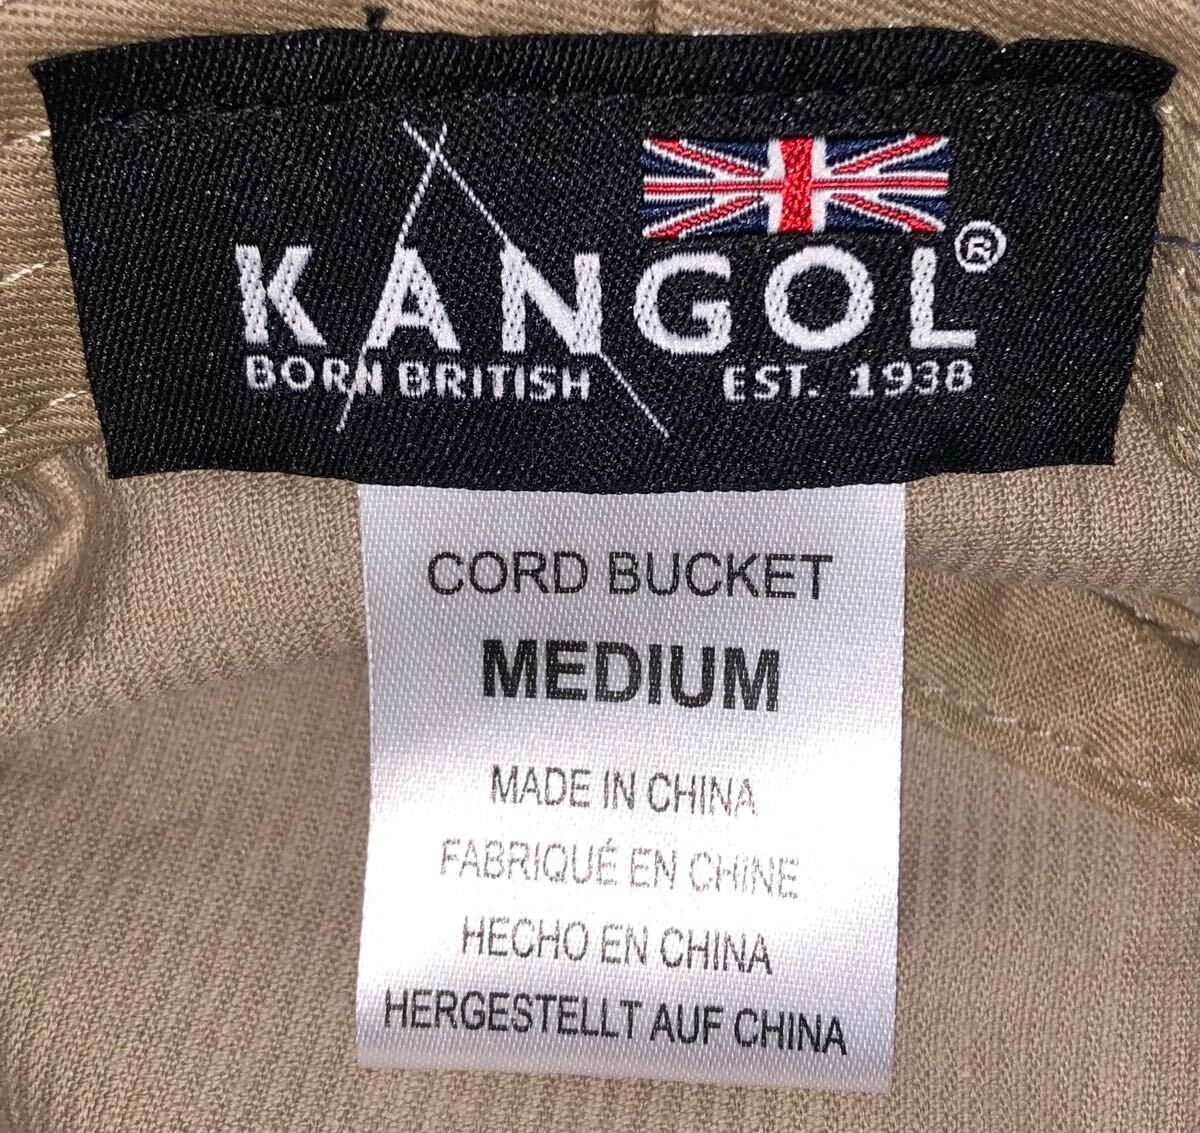 KANGOL®
BORN BRITISH EST. 1938
CORD BUCKET
MEDIUM
MADE IN CHINA
FABRIQUÉ EN CHINE
HECHO EN CHINA
HERGESTELLT AUF CHINA